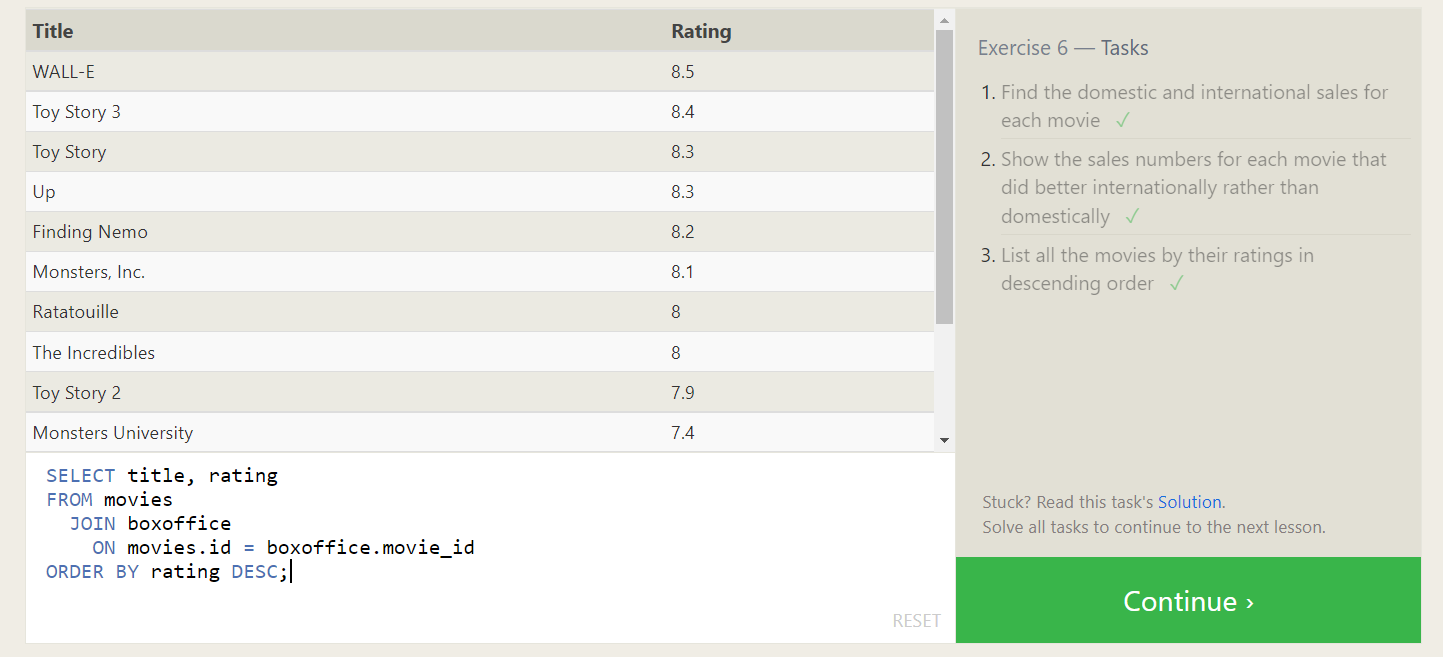 Title Rating
WALL-E 8.5
Toy Story 3 8.4
Toy Story 8.3
Up 8.3
Finding Nemo 8.2
Monsters, Inc. 8.1
Ratatouille 8
The Incredibles 8
Toy Story 2 7.9
Monsters University 7.4
SELECT title, rating
FROM movies
JOIN boxoffice
ON movies.id = boxoffice.movie_id
ORDER BY rating DESC;
RESET
Exercise 6 — Tasks
1. Find the domestic and international sales for
each movie ✓
2. Show the sales numbers for each movie that
did better internationally rather than
domestically ✓
3. List all the movies by their ratings in
descending order ✓
Stuck? Read this task's Solution.
Solve all tasks to continue to the next lesson.
Continue ›